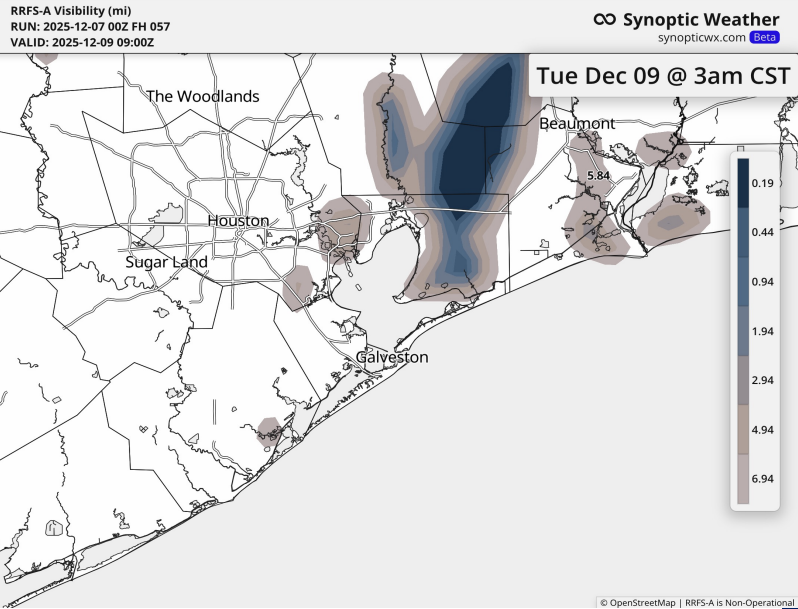 RRFS-A Visibility (mi)
RUN: 2025-12-07 00Z FH 057
VALID: 2025-12-09 09:00Z
Synoptic Weather
synopticwx.com Beta
Tue Dec 09 @ 3am CST
The Woodlands
Beaumont
5.84
Houston
Sugar Land
Galveston
0.19
0.44
0.94
1.94
2.94
4.94
6.94
© OpenStreetMap | RRFS-A is Non-Operational